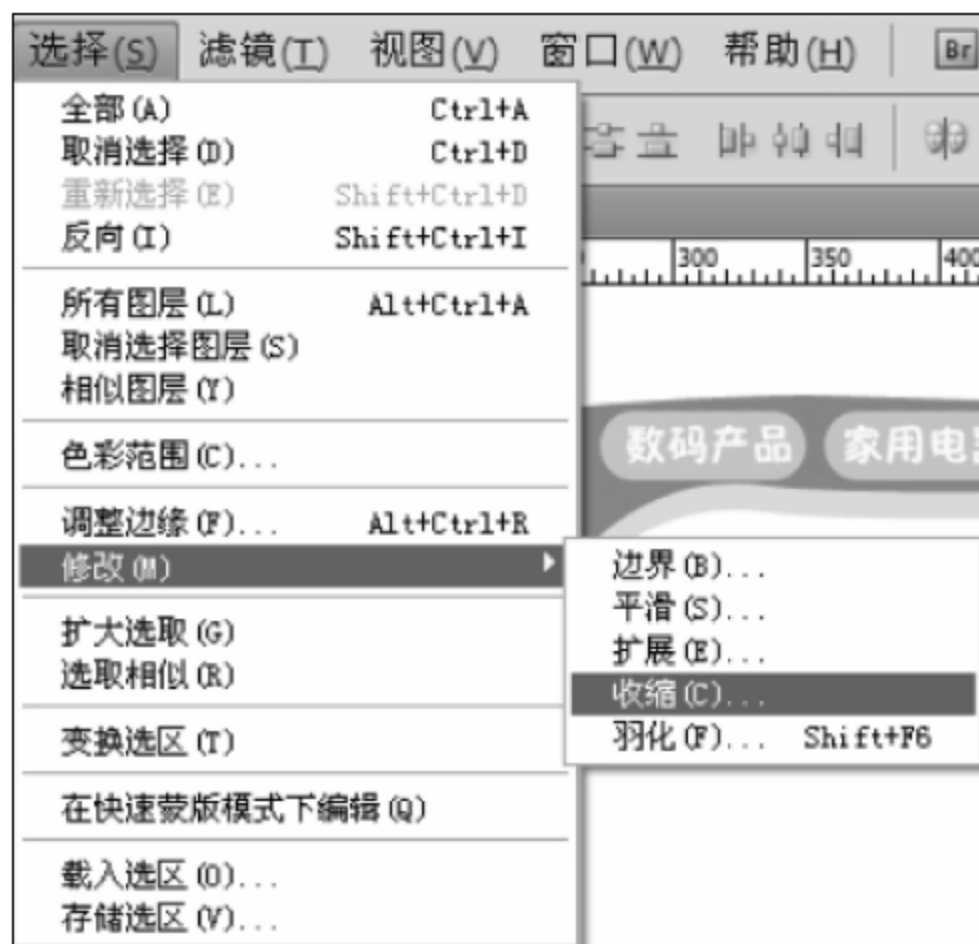 选择(S) 滤镜(T) 视图(V) 窗口(W) 帮助(H) Br
全部(A) Ctrl+A
取消选择(D) Ctrl+D
重新选择(E) Shift+Ctrl+D
反向(I) Shift+Ctrl+I
300 350 400
所有图层(L) Alt+Ctrl+A
取消选择图层(S)
相似图层(Y)
数码产品 家用电
色彩范围(C)...
调整边缘(F)... Alt+Ctrl+R
修改(M)
边界(B)...
平滑(S)...
扩展(E)...
收缩(C)...
羽化(F)... Shift+F6
扩大选取(G)
选取相似(R)
变换选区(T)
在快速蒙版模式下编辑(Q)
载入选区(O)...
存储选区(V)...